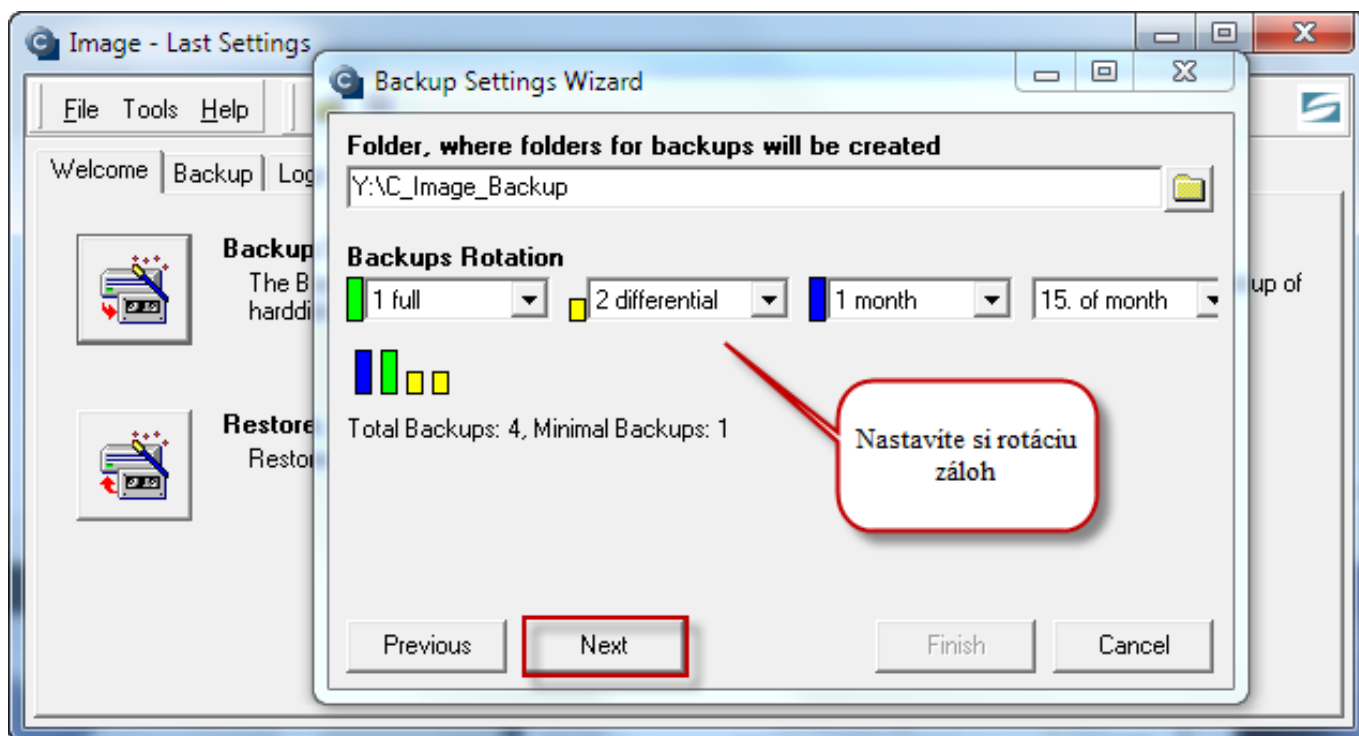 Image - Last Settings
Backup Settings Wizard
File Tools Help
Welcome Backup Log
Folder, where folders for backups will be created
Y:\C_Image_Backup
Backup
The B
harddi
up of
Backups Rotation
1 full 2 differential 1 month 15. of month
Total Backups: 4, Minimal Backups: 1
Restore
Restor
Nastavíte si rotáciu
záloh
Previous Next Finish Cancel